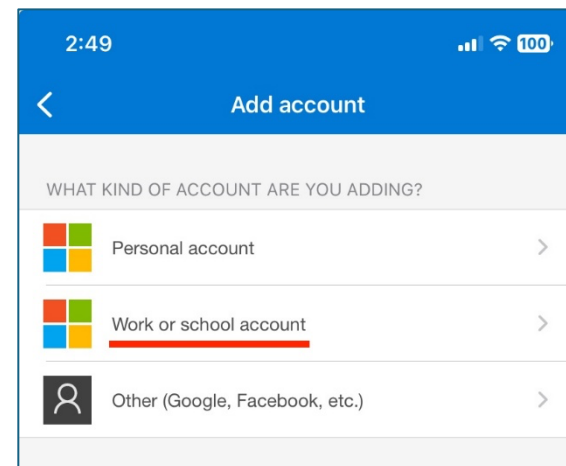 2:49
100
Add account
WHAT KIND OF ACCOUNT ARE YOU ADDING?
Personal account
Work or school account
Other (Google, Facebook, etc.)